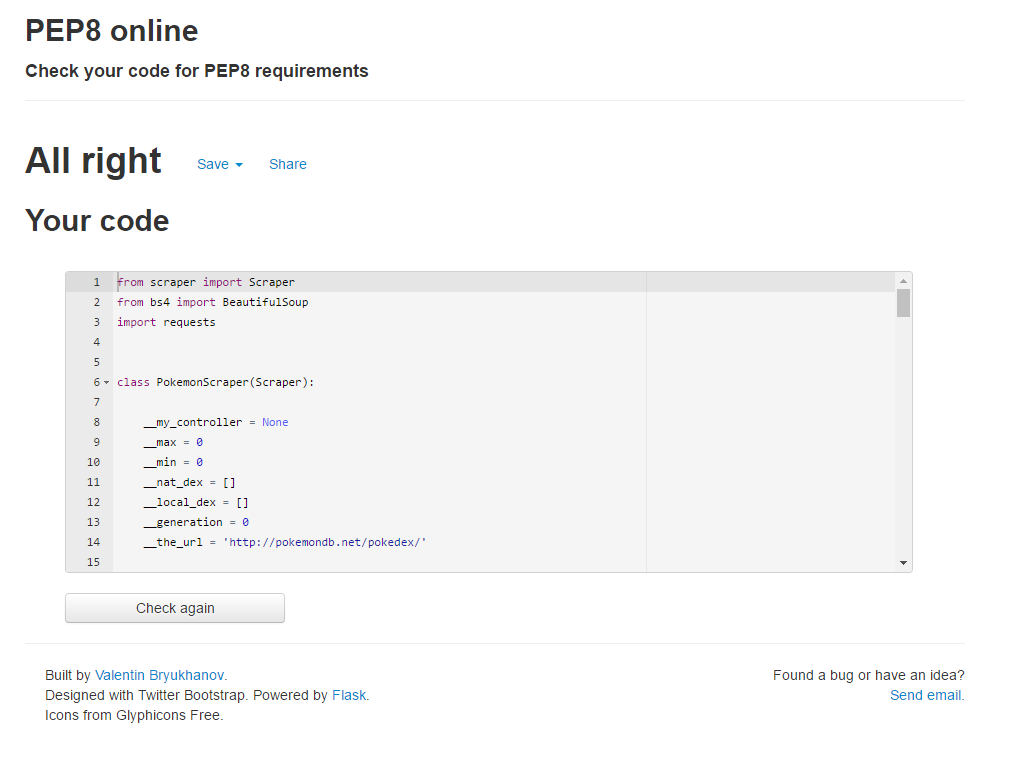 PEP8 online
Check your code for PEP8 requirements
All right Save Share
Your code
1 from scraper import Scraper
2 from bs4 import BeautifulSoup
3 import requests
4
5
6 class PokemonScraper(Scraper):
7
8 __my_controller = None
9 __max = 0
10 __min = 0
11 __nat_dex = []
12 __local_dex = []
13 __generation = 0
14 __the_url = 'http://pokemondb.net/pokedex/'
15
Check again
Built by Valentin Bryukhanov. Found a bug or have an idea?
Designed with Twitter Bootstrap. Powered by Flask. Send email.
Icons from Glyphicons Free.